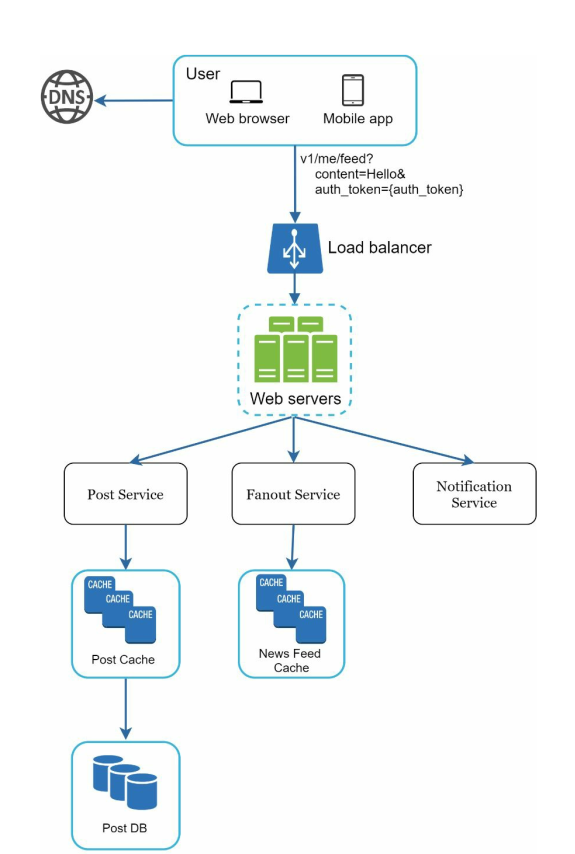 User
DNS
Web browser
Mobile app
v1/me/feed?
content=Hello&
auth_token={auth_token}
Load balancer
Web servers
Post Service
Fanout Service
Notification
Service
CACHE
CACHE
CACHE
Post Cache
CACHE
CACHE
CACHE
News Feed
Cache
Post DB